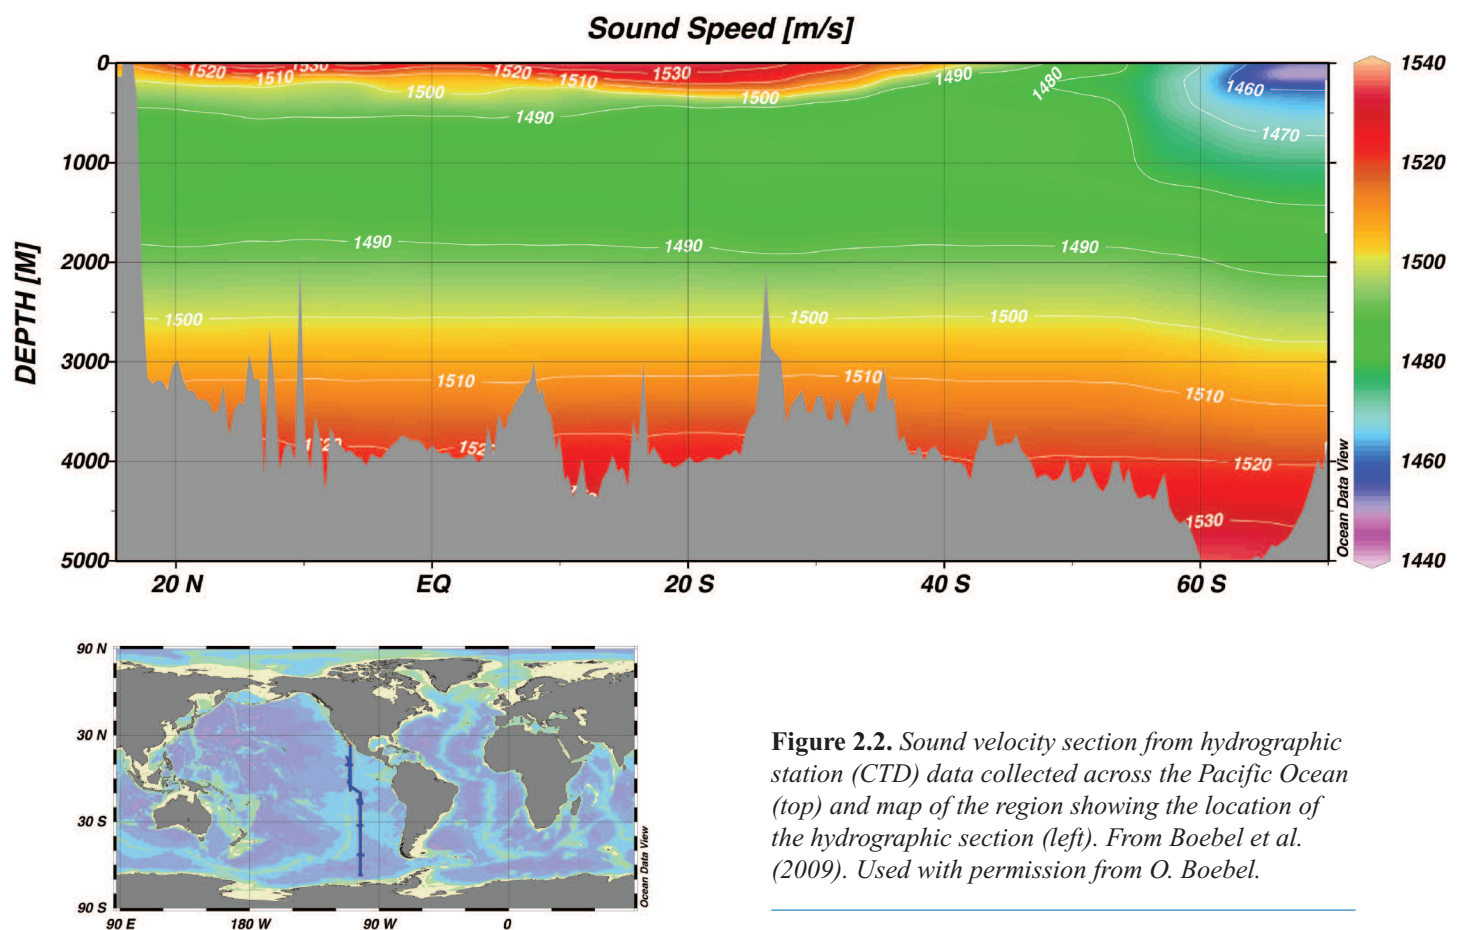 Sound Speed [m/s]
0
1000
2000
3000
4000
5000
DEPTH [M]
1520
1510
1530
1520
1510
1530
1500
1500
1490
1490
1480
1460
1470
1490
1490
1490
1500
1500
1500
1510
1510
1510
1520
1530
20 N
EQ
20 S
40 S
60 S
Ocean Data View
1540
1520
1500
1480
1460
1440
90 N
30 N
30 S
90 S
90 E
180 W
90 W
0
Ocean Data View
Figure 2.2. Sound velocity section from hydrographic
station (CTD) data collected across the Pacific Ocean
(top) and map of the region showing the location of
the hydrographic section (left). From Boebel et al.
(2009). Used with permission from O. Boebel.